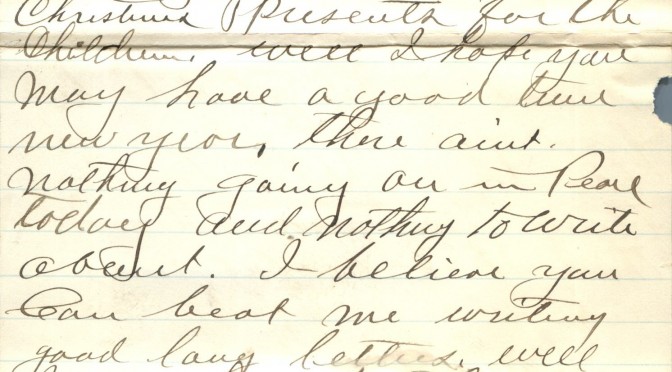 Christmas presents for the
Children. well I hope you
may have a good time
new year, there aint.
nothing going on in Pearl
today and nothing to write
about. I believe you
Can beat me writing
good long letters. well